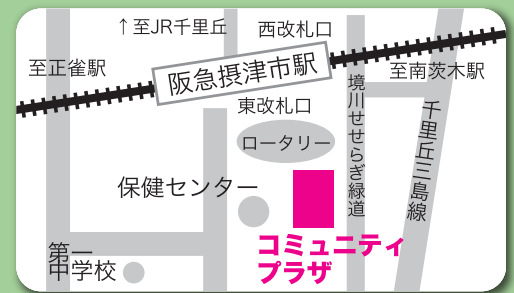 ↑至JR千里丘
西改札口
至正雀駅
阪急摂津市駅
至南茨木駅
東改札口
境川せせらぎ緑道
千里丘三島線
ロータリー
保健センター
コミュニティ
プラザ
第一
中学校